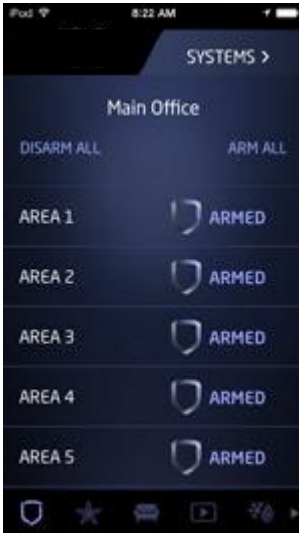 iPod 8:22 AM
SYSTEMS >
Main Office
DISARM ALL ARM ALL
AREA 1 ARMED
AREA 2 ARMED
AREA 3 ARMED
AREA 4 ARMED
AREA 5 ARMED